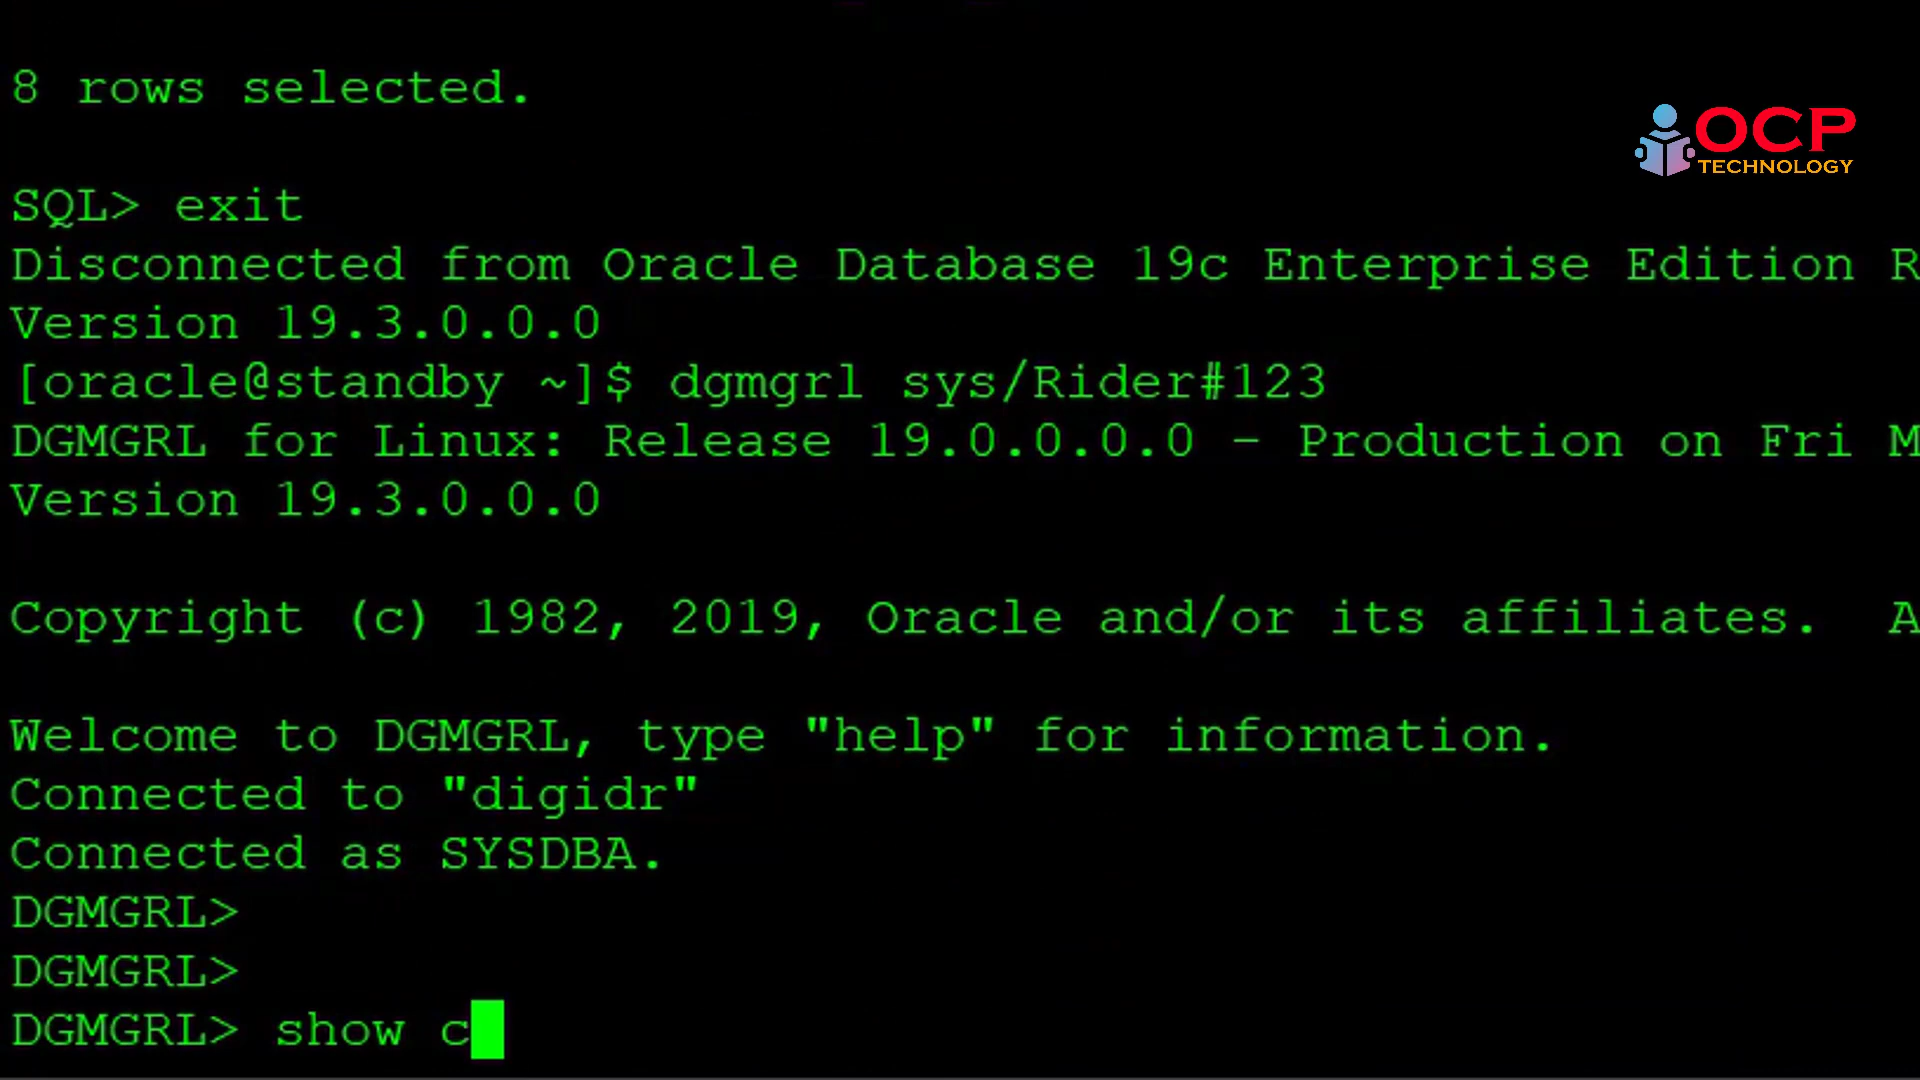 8 rows selected.
OCP
TECHNOLOGY
SQL> exit
Disconnected from Oracle Database 19c Enterprise Edition R
Version 19.3.0.0.0
[oracle@standby ~]$ dgmgrl sys/Rider#123
DGMGRL for Linux: Release 19.0.0.0.0 - Production on Fri M
Version 19.3.0.0.0
Copyright (c) 1982, 2019, Oracle and/or its affiliates.  A
Welcome to DGMGRL, type "help" for information.
Connected to "digidr"
Connected as SYSDBA.
DGMGRL>
DGMGRL>
DGMGRL> show c